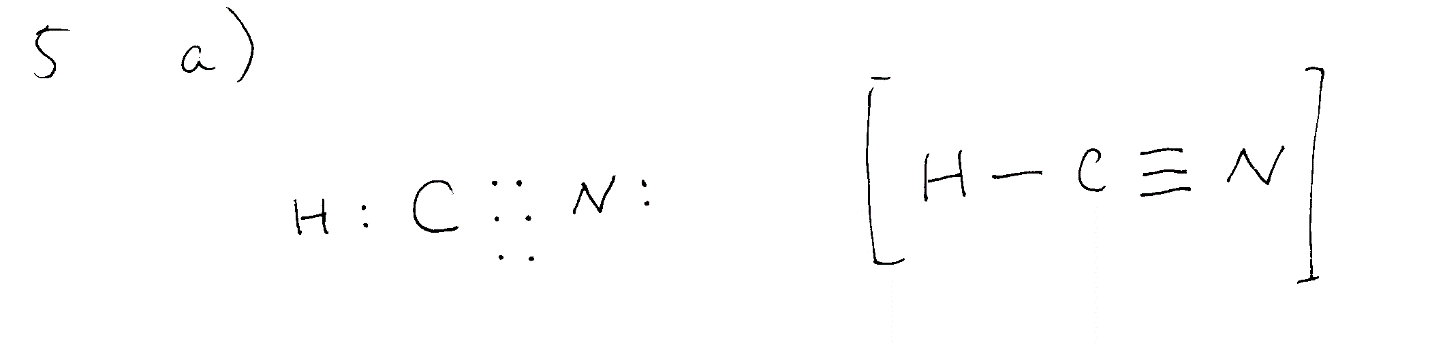 5 a)
H : C ⋮⋮ N : [H — C ≡ N]